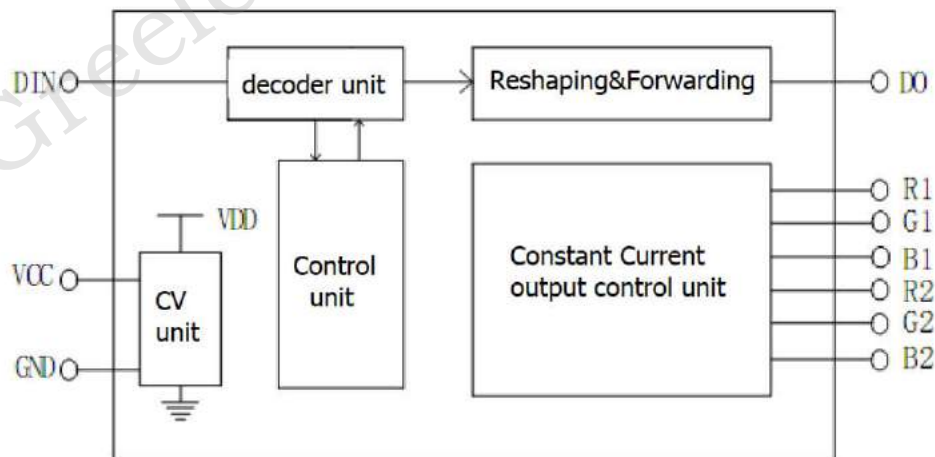 DIN
decoder unit
Reshaping&Forwarding
DO
VDD
VCC
GND
CV
unit
Control
unit
Constant Current
output control unit
R1
G1
B1
R2
G2
B2